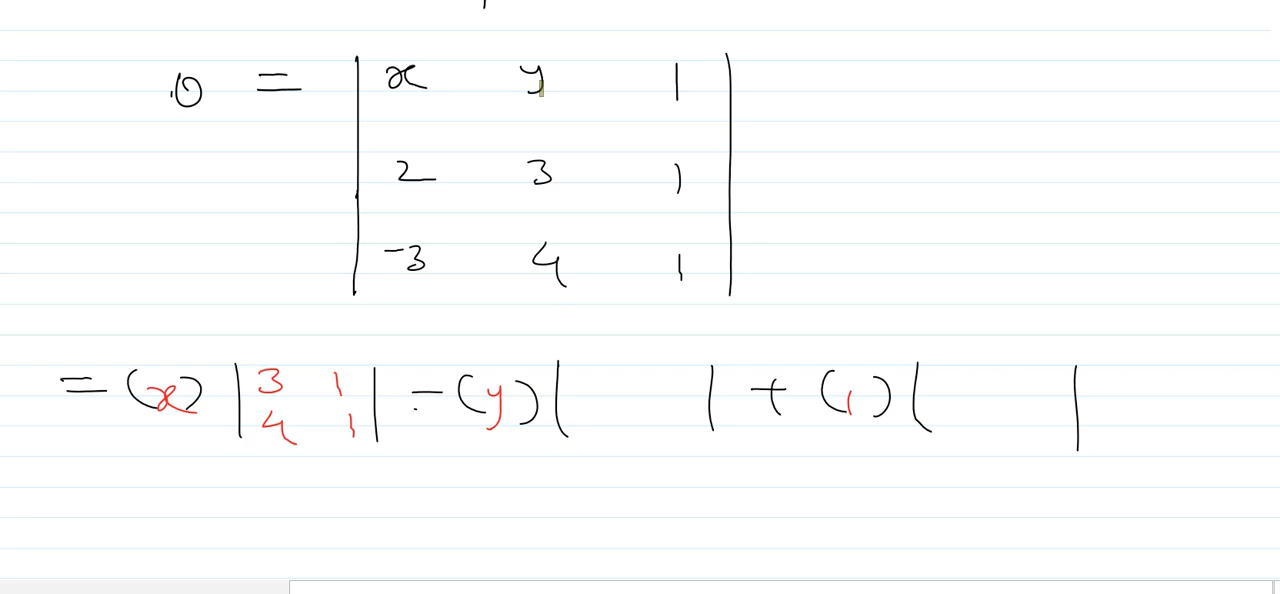 0 = | x y 1 |
| 2 3 1 |
| -3 4 1 |
= (x) | 3 1 | - (y) | | + (1) | |
| 4 1 |